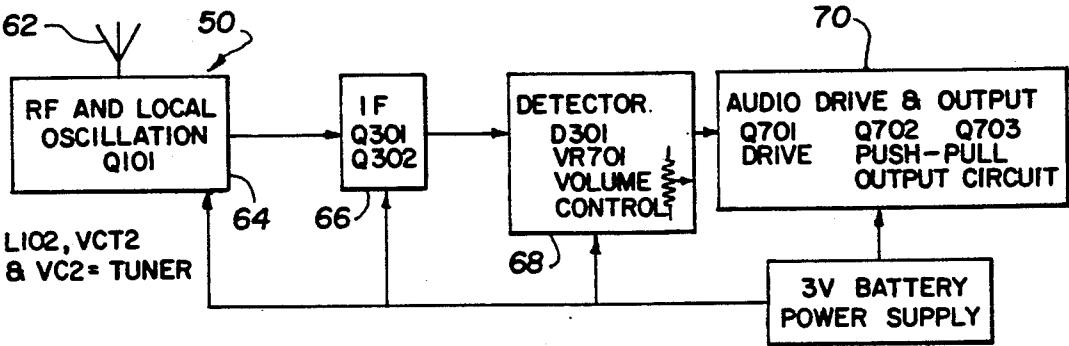 62
50
70
RF AND LOCAL
OSCILLATION
Q101
IF
Q301
Q302
DETECTOR.
D301
VR701
VOLUME
CONTROL
AUDIO DRIVE & OUTPUT
Q701 Q702 Q703
DRIVE PUSH-PULL
OUTPUT CIRCUIT
64
66
68
L102, VCT2
& VC2= TUNER
3V BATTERY
POWER SUPPLY